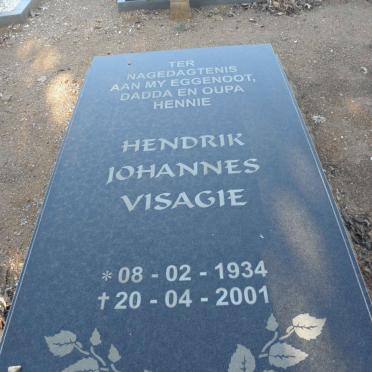 TER
NAGEDAGTENIS
AAN MY EGGENOOT,
DADDA EN OUPA
HENNIE
HENDRIK
JOHANNES
VISAGIE
* 08 - 02 - 1934
† 20 - 04 - 2001